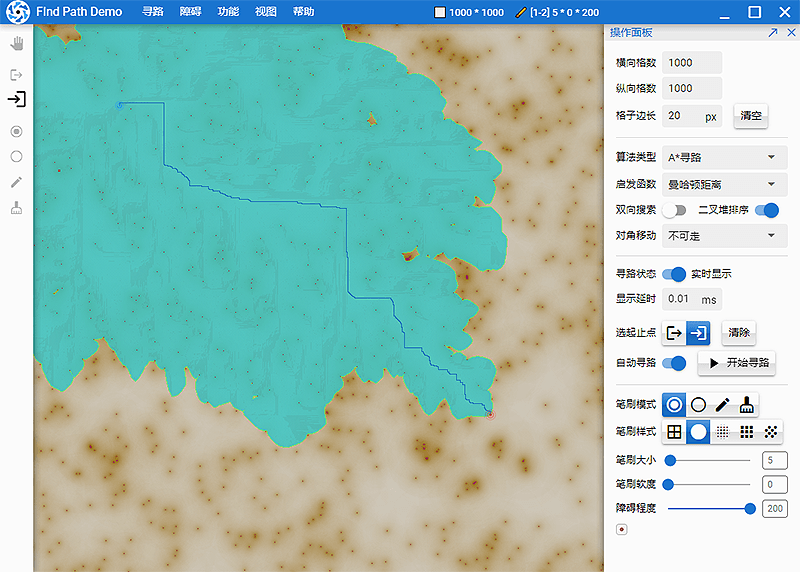 Find Path Demo 寻路 障碍 功能 视图 帮助 1000 * 1000 [1-2] 5 * 0 * 200
操作面板
横向格数 1000
纵向格数 1000
格子边长 20 px 清空
算法类型 A*寻路
启发函数 曼哈顿距离
双向搜索 二叉堆排序
对角移动 不可走
寻路状态 实时显示
显示延时 0.01 ms
选起止点 清除
自动寻路 开始寻路
笔刷模式
笔刷样式
笔刷大小 5
笔刷软度 0
障碍程度 200